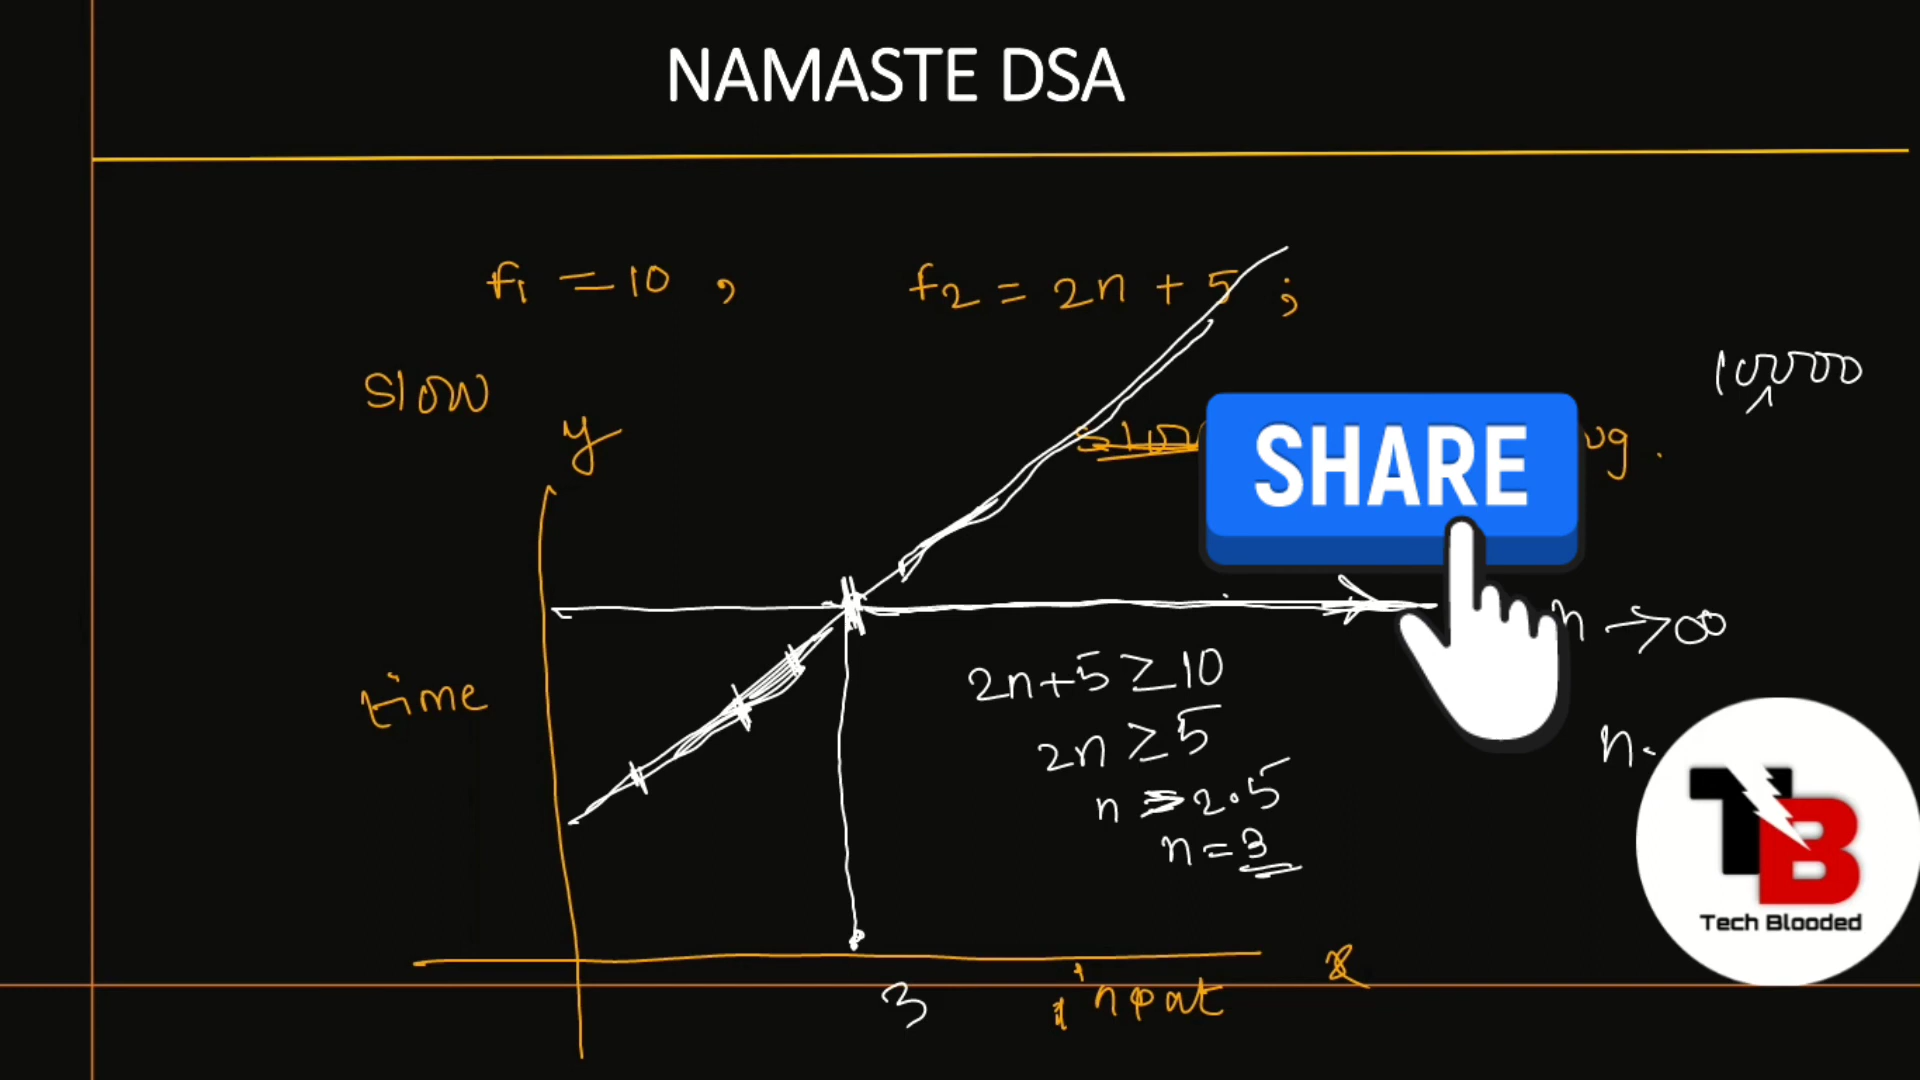 NAMASTE DSA
f1 = 10 , f2 = 2n + 5 ;
slow
100000
y
SHARE
n → ∞
2n+5 ≥ 10
time
2n ≥ 5
n.
n ≥ 2.5
n = 3
Tech Blooded
x
3
input